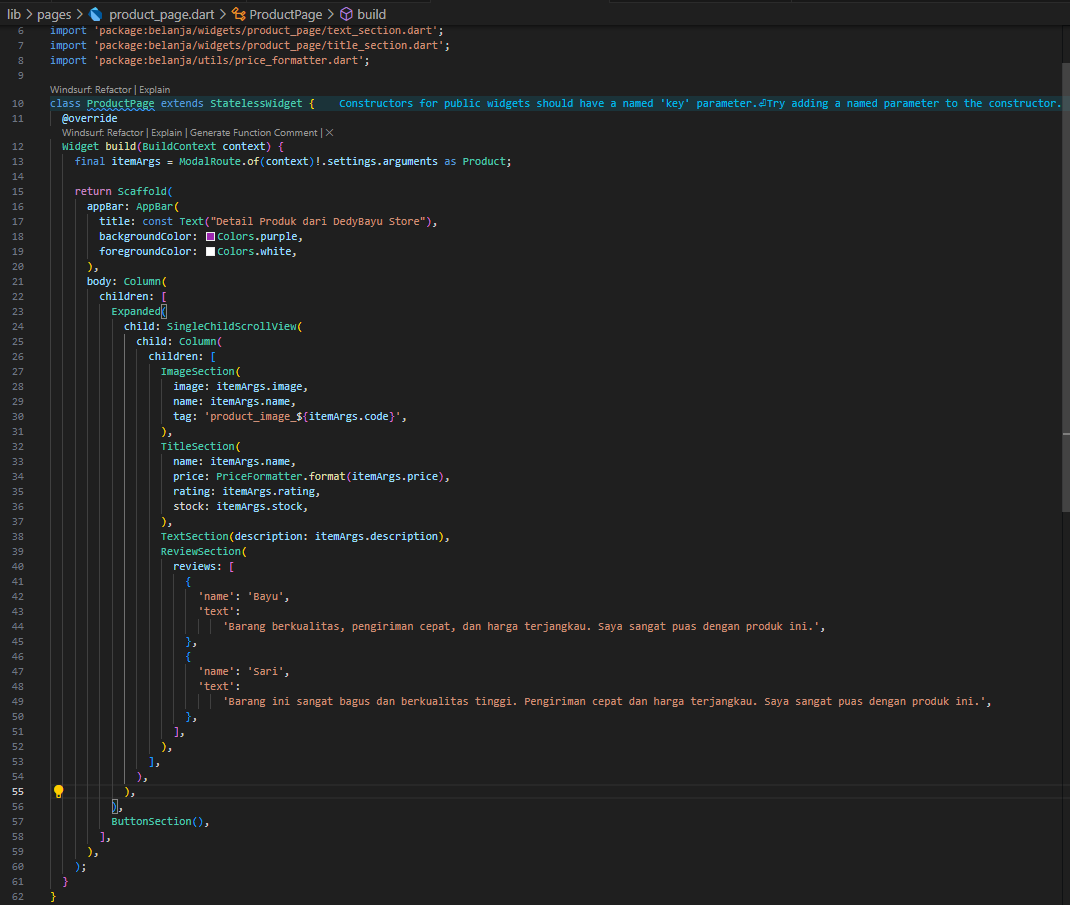 lib > pages > product_page.dart > ProductPage > build
6 import 'package:belanja/widgets/product_page/text_section.dart';
7 import 'package:belanja/widgets/product_page/title_section.dart';
8 import 'package:belanja/utils/price_formatter.dart';
9
Windsurf: Refactor | Explain
10 class ProductPage extends StatelessWidget {    Constructors for public widgets should have a named 'key' parameter.⏎Try adding a named parameter to the constructor.
11   @override
Windsurf: Refactor | Explain | Generate Function Comment | ×
12   Widget build(BuildContext context) {
13     final itemArgs = ModalRoute.of(context)!.settings.arguments as Product;
14
15     return Scaffold(
16       appBar: AppBar(
17         title: const Text("Detail Produk dari DedyBayu Store"),
18         backgroundColor: Colors.purple,
19         foregroundColor: Colors.white,
20       ),
21       body: Column(
22         children: [
23           Expanded(
24             child: SingleChildScrollView(
25               child: Column(
26                 children: [
27                   ImageSection(
28                     image: itemArgs.image,
29                     name: itemArgs.name,
30                     tag: 'product_image_${itemArgs.code}',
31                   ),
32                   TitleSection(
33                     name: itemArgs.name,
34                     price: PriceFormatter.format(itemArgs.price),
35                     rating: itemArgs.rating,
36                     stock: itemArgs.stock,
37                   ),
38                   TextSection(description: itemArgs.description),
39                   ReviewSection(
40                     reviews: [
41                       {
42                         'name': 'Bayu',
43                         'text':
44                             'Barang berkualitas, pengiriman cepat, dan harga terjangkau. Saya sangat puas dengan produk ini.',
45                       },
46                       {
47                         'name': 'Sari',
48                         'text':
49                             'Barang ini sangat bagus dan berkualitas tinggi. Pengiriman cepat dan harga terjangkau. Saya sangat puas dengan produk ini.',
50                       },
51                     ],
52                   ),
53                 ],
54               ),
55             ),
56           ),
57           ButtonSection(),
58         ],
59       ),
60     );
61   }
62 }